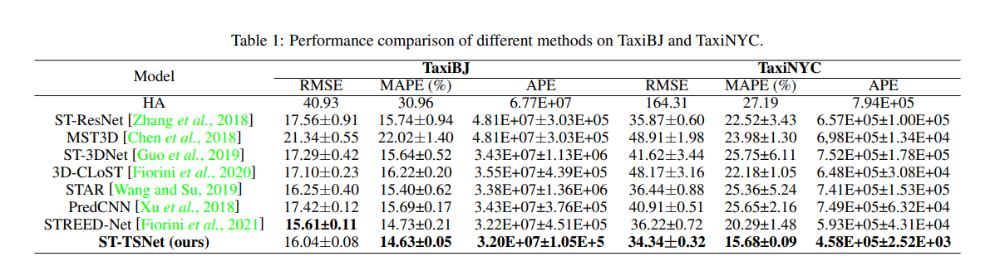 Table 1: Performance comparison of different methods on TaxiBJ and TaxiNYC.
Model TaxiBJ TaxiNYC
RMSE MAPE (%) APE RMSE MAPE (%) APE
HA 40.93 30.96 6.77E+07 164.31 27.19 7.94E+05
ST-ResNet [Zhang et al., 2018] 17.56±0.91 15.74±0.94 4.81E+07±3.03E+05 35.87±0.60 22.52±3.43 6.57E+05±1.00E+05
MST3D [Chen et al., 2018] 21.34±0.55 22.02±1.40 4.81E+07±3.03E+05 48.91±1.98 23.98±1.30 6,98E+05±1.34E+04
ST-3DNet [Guo et al., 2019] 17.29±0.42 15.64±0.52 3.43E+07±1.13E+06 41.62±3.44 25.75±6.11 7.52E+05±1.78E+05
3D-CLoST [Fiorini et al., 2020] 17.10±0.23 16.22±0.20 3.55E+07±4.39E+05 48.17±3.16 22.18±1.05 6.48E+05±3.08E+04
STAR [Wang and Su, 2019] 16.25±0.40 15.40±0.62 3.38E+07±1.36E+06 36.44±0.88 25.36±5.24 7.41E+05±1.53E+05
PredCNN [Xu et al., 2018] 17.42±0.12 15.69±0.17 3.43E+07±3.76E+05 40.91±0.51 25.65±2.16 7.49E+05±6.32E+04
STREED-Net [Fiorini et al., 2021] 15.61±0.11 14.73±0.21 3.22E+07±4.51E+05 36.22±0.72 20.29±1.48 5.93E+05±4.31E+04
ST-TSNet (ours) 16.04±0.08 14.63±0.05 3.20E+07±1.05E+5 34.34±0.32 15.68±0.09 4.58E+05±2.52E+03